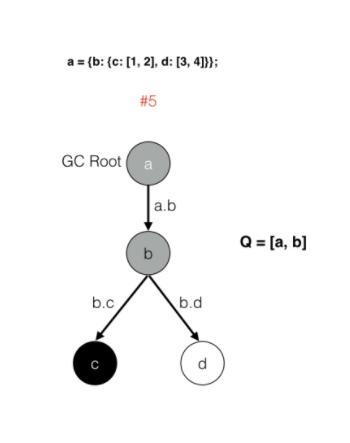 a = {b: {c: [1, 2], d: [3, 4]}};
#5
GC Root
a
a.b
b
Q = [a, b]
b.c
b.d
c
d